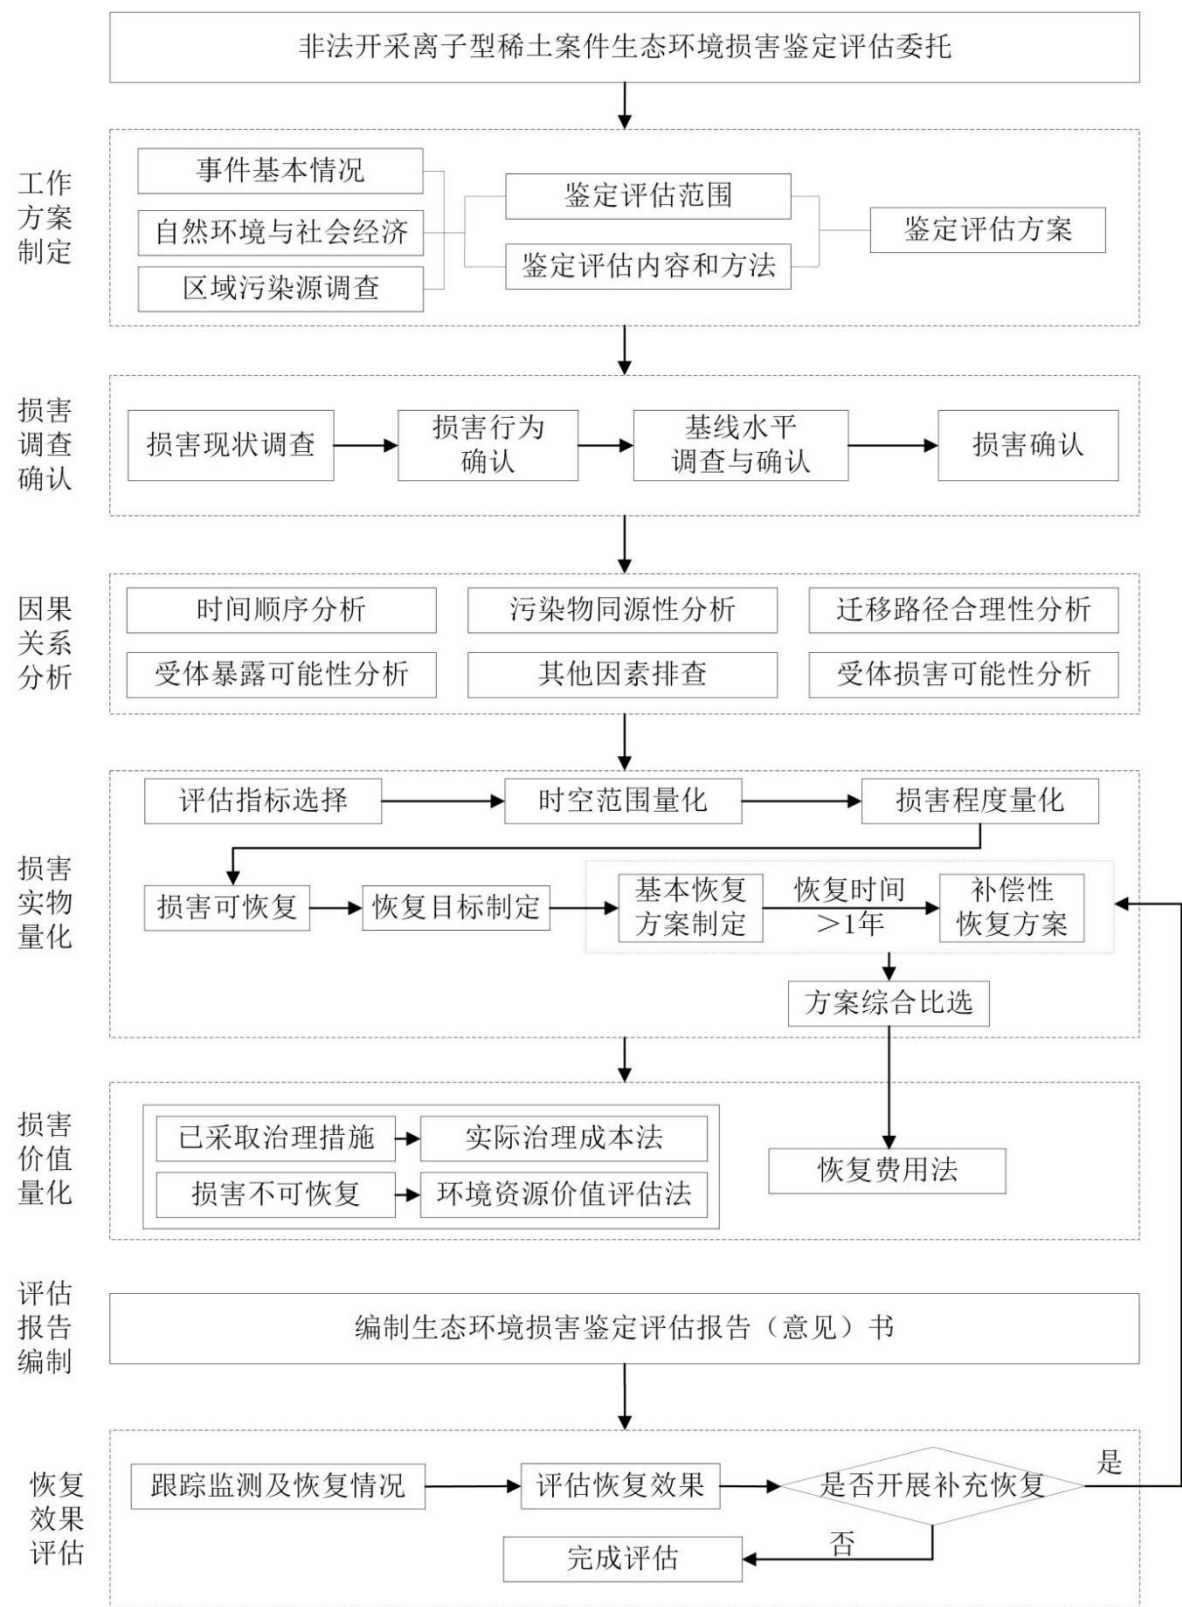 非法开采离子型稀土案件生态环境损害鉴定评估委托
工作
方案
制定
事件基本情况
自然环境与社会经济
区域污染源调查
鉴定评估范围
鉴定评估内容和方法
鉴定评估方案
损害
调查
确认
损害现状调查
损害行为
确认
基线水平
调查与确认
损害确认
因果
关系
分析
时间顺序分析
污染物同源性分析
迁移路径合理性分析
受体暴露可能性分析
其他因素排查
受体损害可能性分析
损害
实物
量化
评估指标选择
时空范围量化
损害程度量化
损害可恢复
恢复目标制定
基本恢复
方案制定
恢复时间
＞1年
补偿性
恢复方案
方案综合比选
损害
价值
量化
已采取治理措施
实际治理成本法
损害不可恢复
环境资源价值评估法
恢复费用法
评估
报告
编制
编制生态环境损害鉴定评估报告（意见）书
恢复
效果
评估
跟踪监测及恢复情况
评估恢复效果
是否开展补充恢复
是
否
完成评估